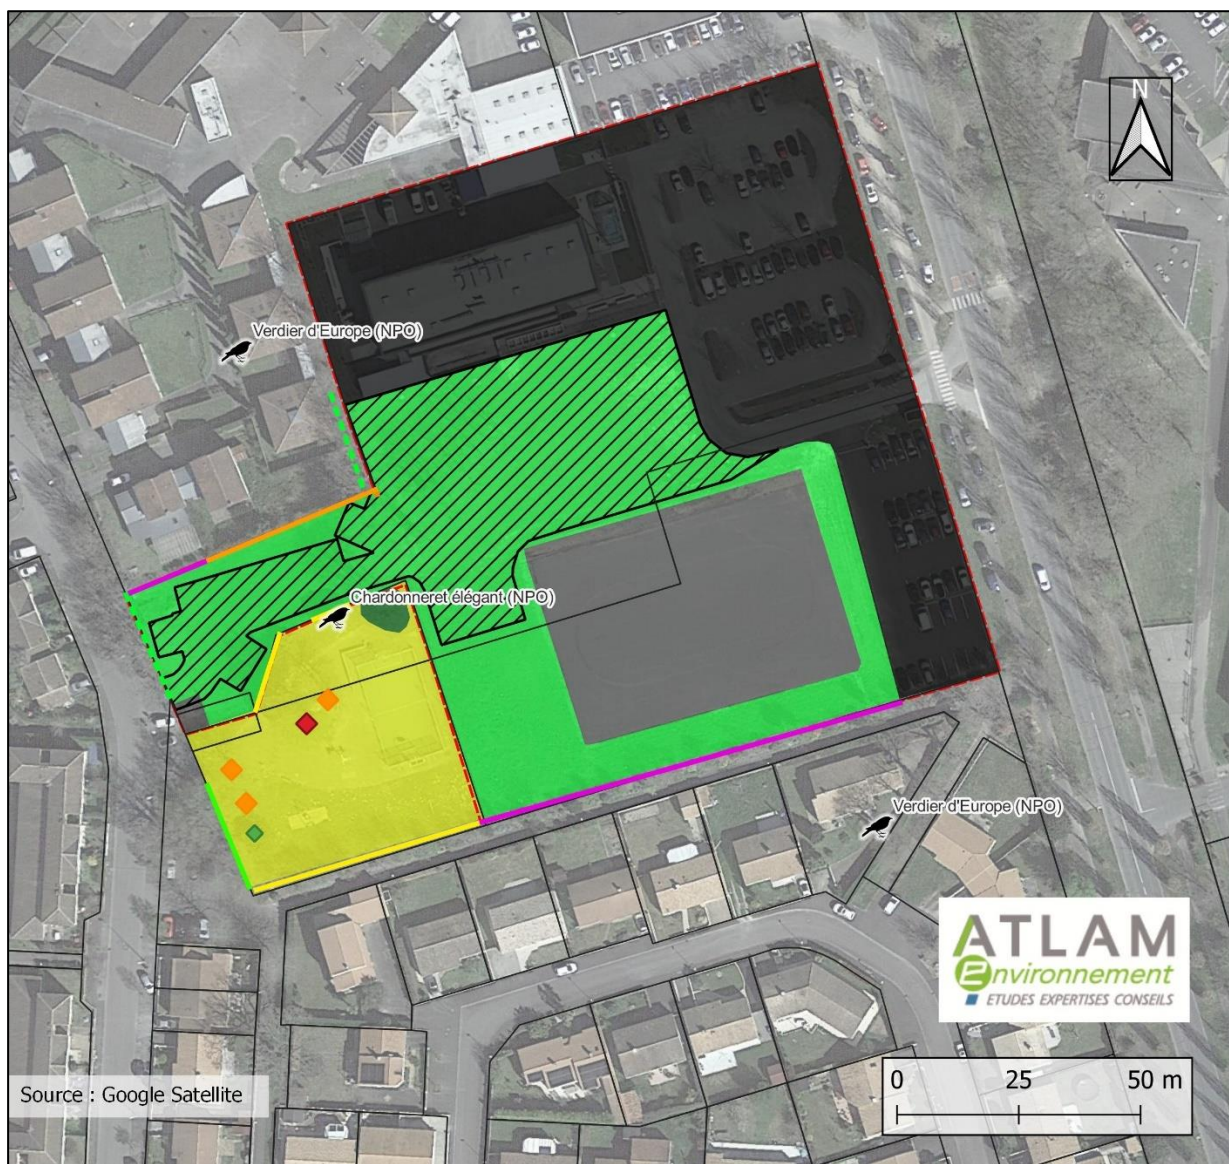 N
Verdier d'Europe (NPO)
Chardonneret élégant (NPO)
Verdier d'Europe (NPO)
ATLAM
environnement
ETUDES EXPERTISES CONSEILS
0 25 50 m
Source : Google Satellite